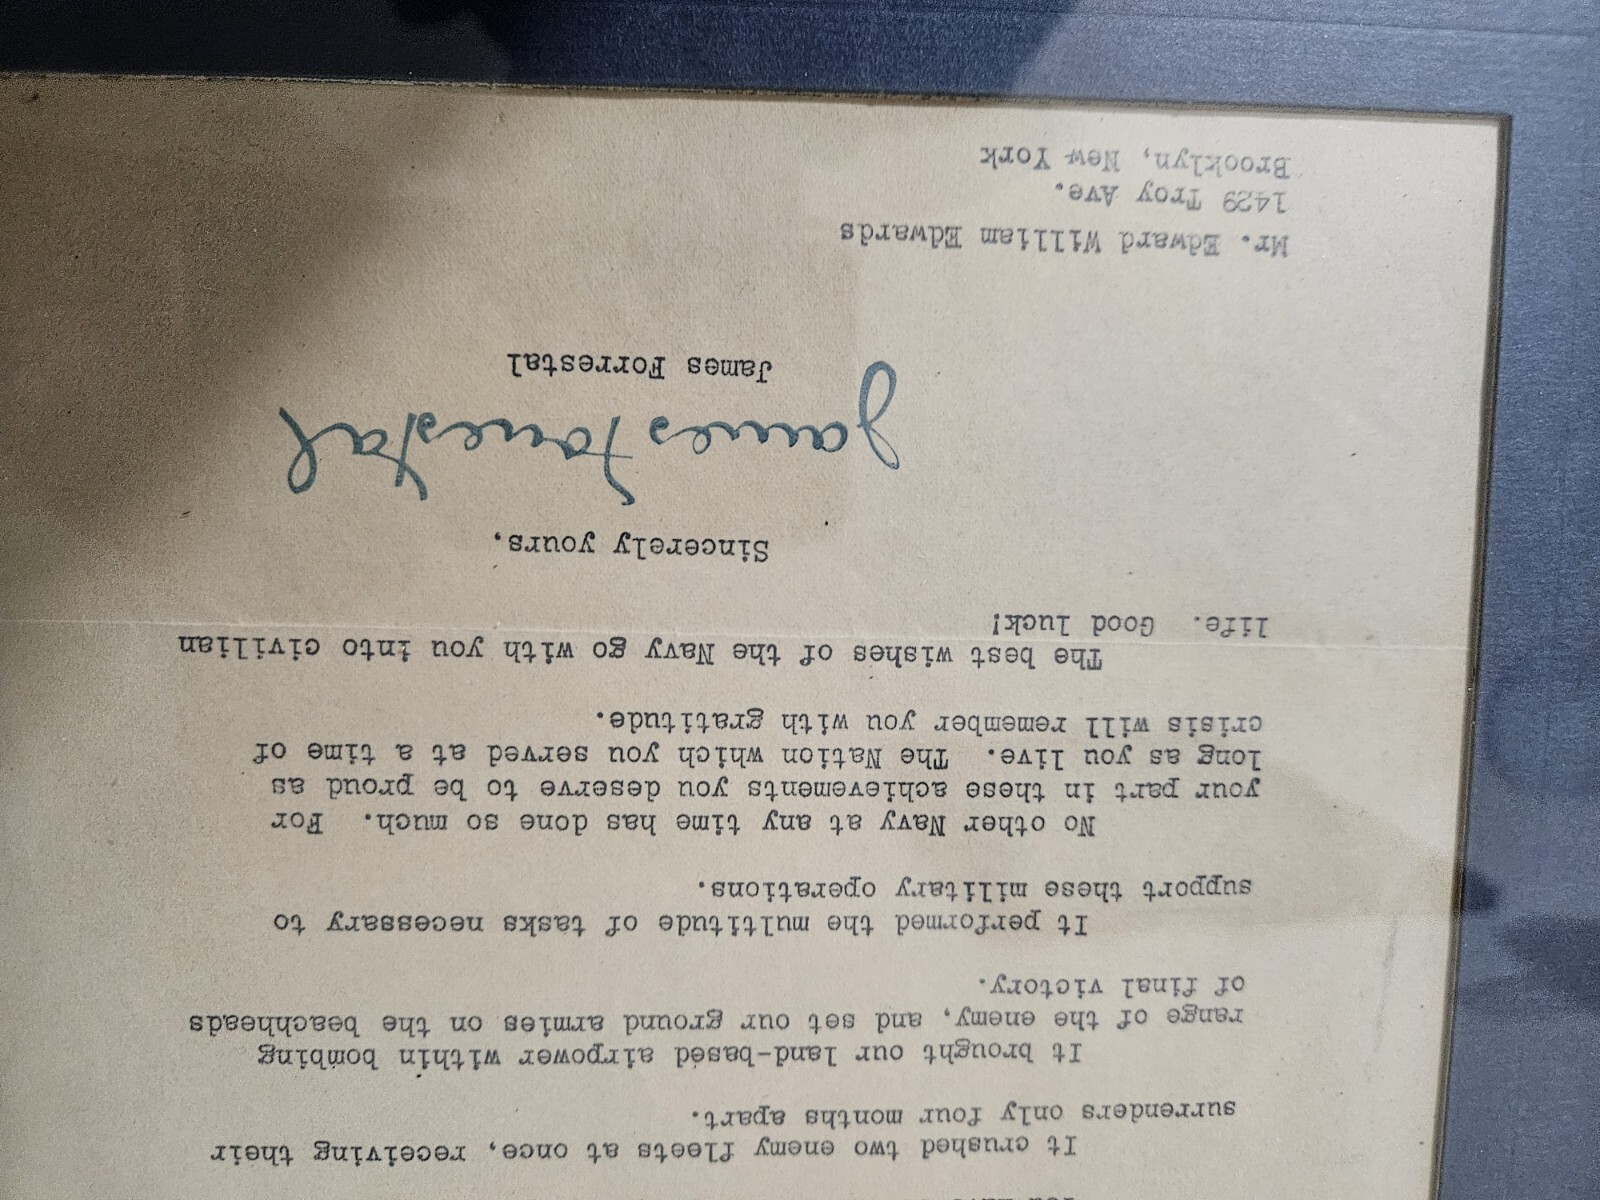 It crushed two enemy fleets at once, receiving their
surrenders only four months apart.
It brought our land-based airpower within bombing
range of the enemy, and set our ground armies on the beachheads
of final victory.
It performed the multitude of tasks necessary to
support these military operations.
No other Navy at any time has done so much. For
your part in these achievements you deserve to be proud as
long as you live. The Nation which you served at a time of
crisis will remember you with gratitude.
The best wishes of the Navy go with you into civilian
life. Good luck!
Sincerely yours,
James Forrestal
James Forrestal
Mr. Edward William Edwards
1429 Troy Ave.
Brooklyn, New York